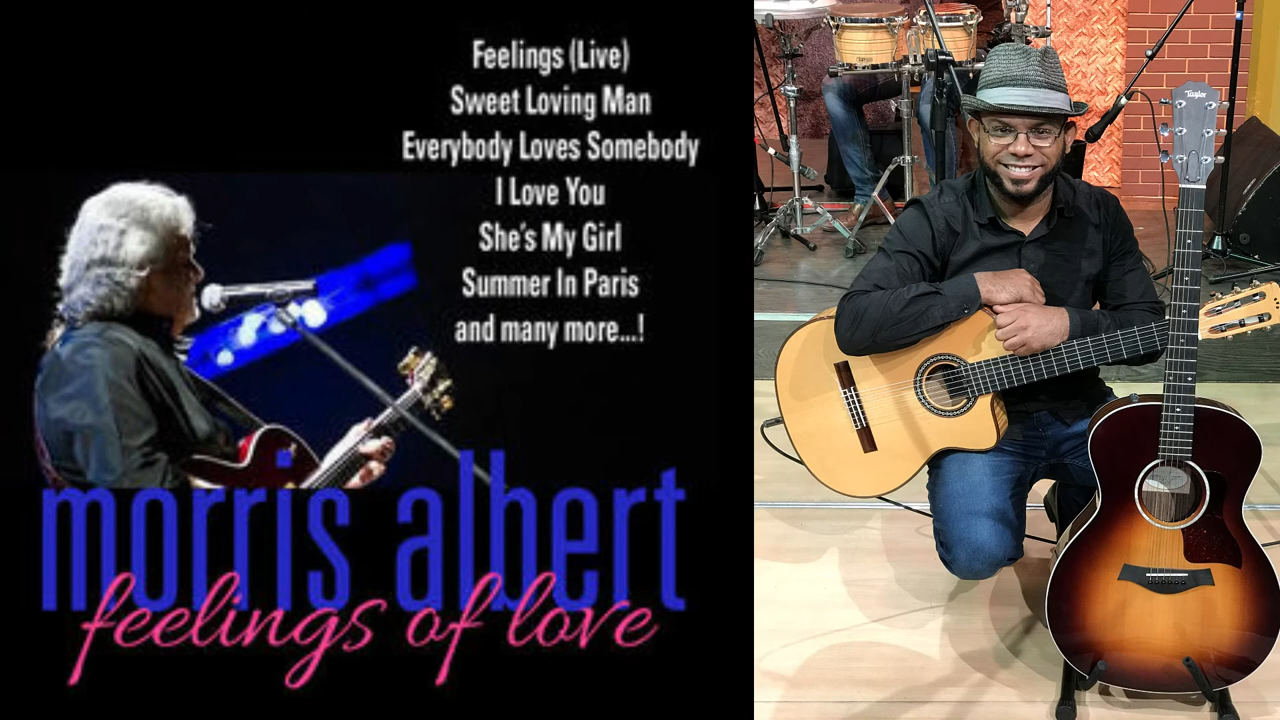 Feelings (Live)
Sweet Loving Man
Everybody Loves Somebody
I Love You
She's My Girl
Summer In Paris
and many more...!
morris albert
feelings of love
Taylor